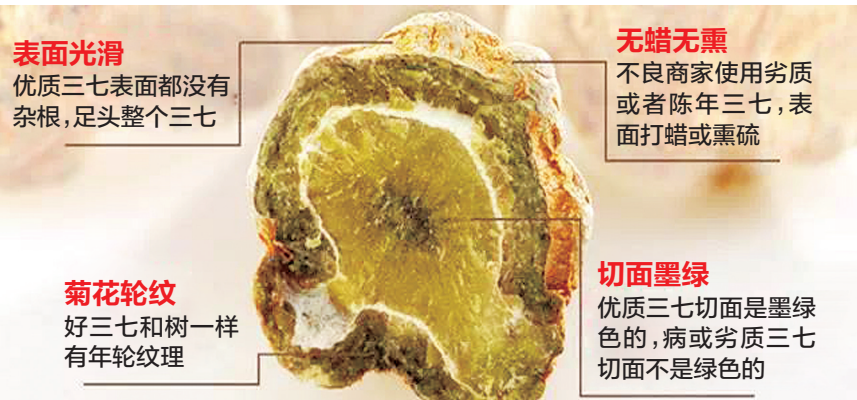 表面光滑
优质三七表面都没有
杂根,足头整个三七
无蜡无熏
不良商家使用劣质
或者陈年三七,表
面打蜡或熏硫
菊花轮纹
好三七和树一样
有年轮纹理
切面墨绿
优质三七切面是墨绿
色的,病或劣质三七
切面不是绿色的